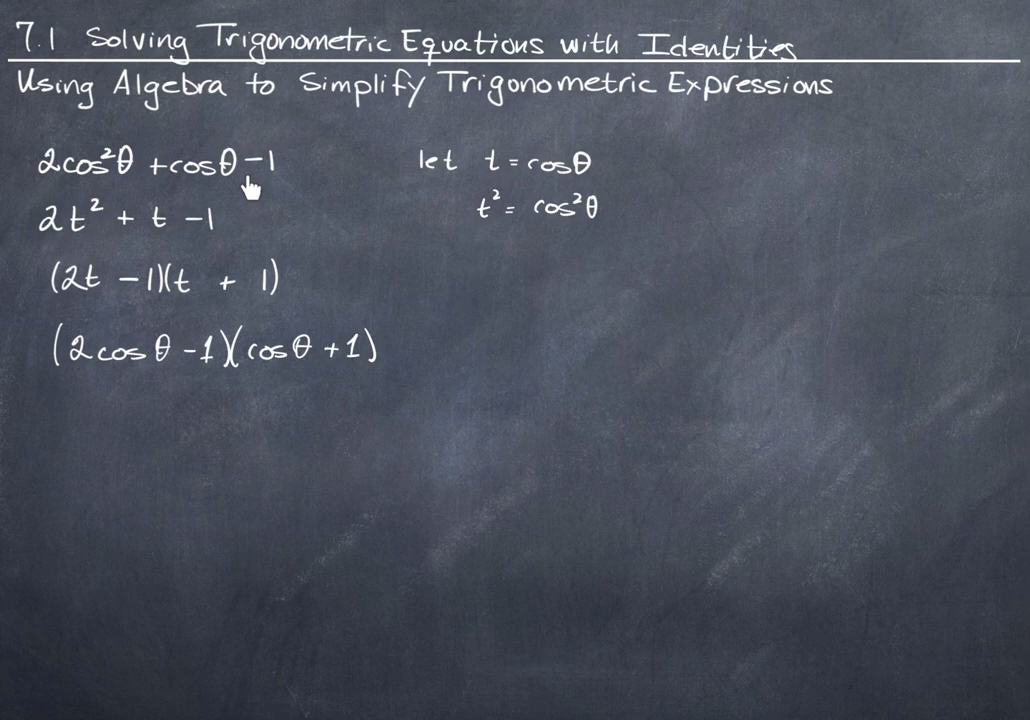 7.1 Solving Trigonometric Equations with Identities
Using Algebra to Simplify Trigonometric Expressions
2cos²θ +cosθ-1
let t = cosθ
t² = cos²θ
2t² + t -1
(2t -1)(t + 1)
(2cosθ-1)(cosθ+1)